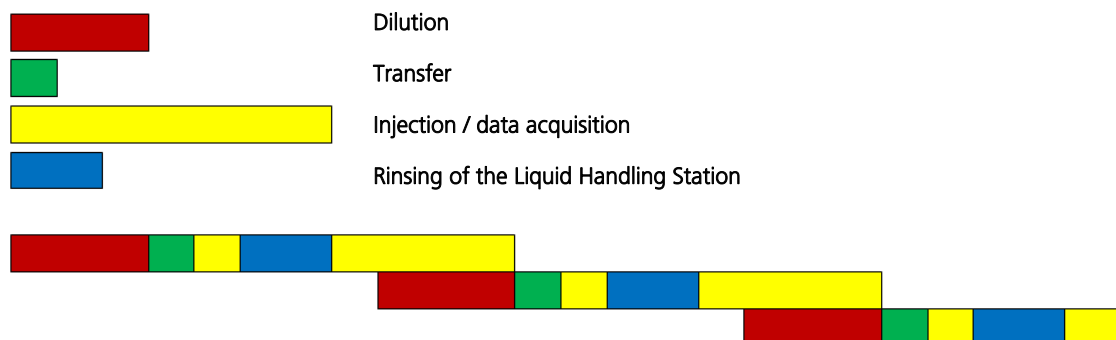 Dilution
Transfer
Injection / data acquisition
Rinsing of the Liquid Handling Station